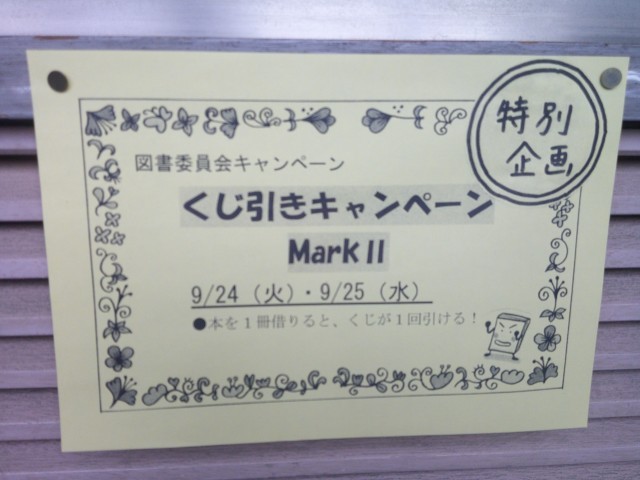 特別
企画
図書委員会キャンペーン
くじ引きキャンペーン
Mark II
9/24（火）・9/25（水）
●本を１冊借りると、くじが１回引ける！